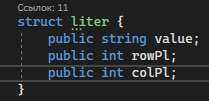 Ссылок: 11
struct liter {
    public string value;
    public int rowPl;
    public int colPl;
}